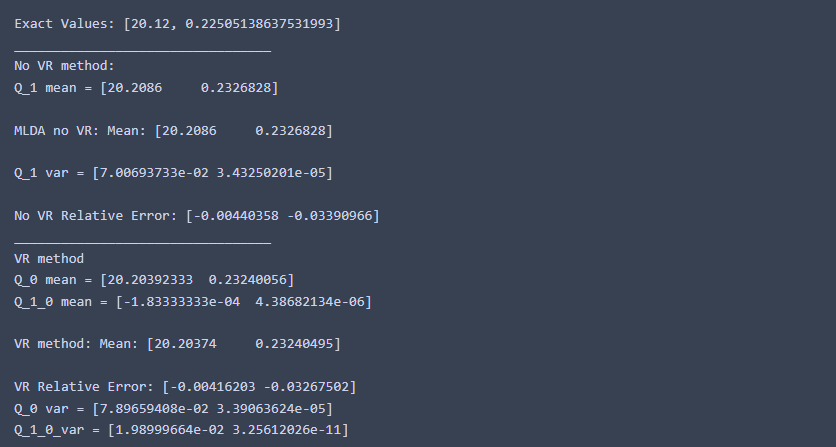 Exact Values: [20.12, 0.22505138637531993]
_________________________________
No VR method:
Q_1 mean = [20.2086     0.2326828]
MLDA no VR: Mean: [20.2086     0.2326828]
Q_1 var = [7.00693733e-02 3.43250201e-05]
No VR Relative Error: [-0.00440358 -0.03390966]
_________________________________
VR method
Q_0 mean = [20.20392333  0.23240056]
Q_1_0 mean = [-1.83333333e-04  4.38682134e-06]
VR method: Mean: [20.20374     0.23240495]
VR Relative Error: [-0.00416203 -0.03267502]
Q_0 var = [7.89659408e-02 3.39063624e-05]
Q_1_0_var = [1.98999664e-02 3.25612026e-11]